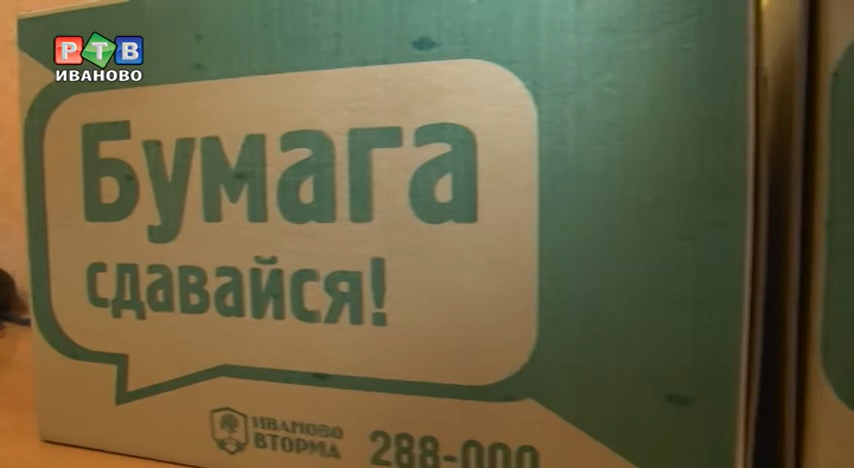 РТВ
ИВАНОВО
Бумага
сдавайся!
ИВАНОВО
ВТОРМА
288-000